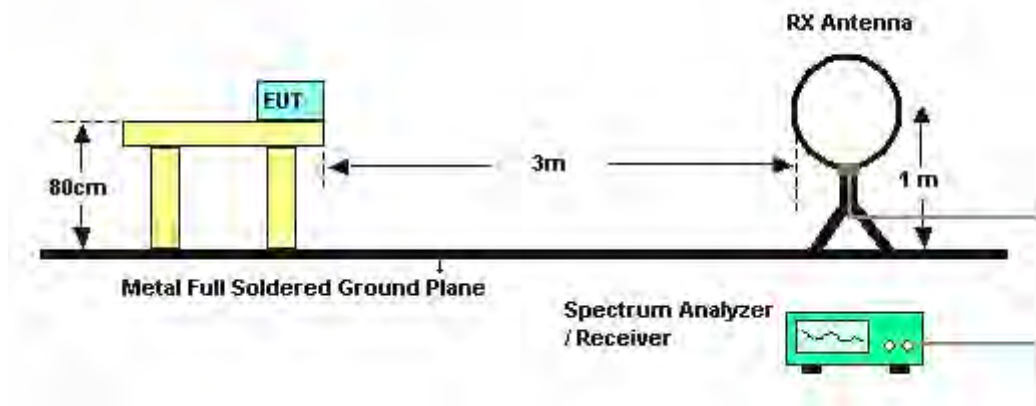 RX Antenna
EUT
3m
80cm
1 m
Metal Full Soldered Ground Plane
Spectrum Analyzer
/ Receiver